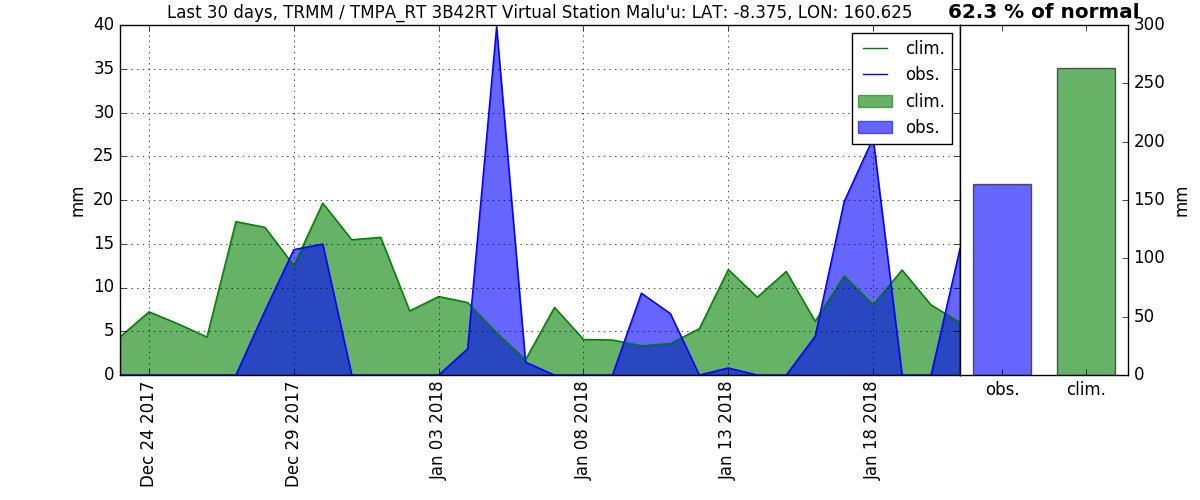 Last 30 days, TRMM / TMPA_RT 3B42RT Virtual Station Malu'u: LAT: -8.375, LON: 160.625
62.3 % of normal
40
35
30
25
20
15
10
5
0
mm
clim.
obs.
clim.
obs.
Dec 24 2017
Dec 29 2017
Jan 03 2018
Jan 08 2018
Jan 13 2018
Jan 18 2018
obs.
clim.
300
250
200
150
100
50
0
mm